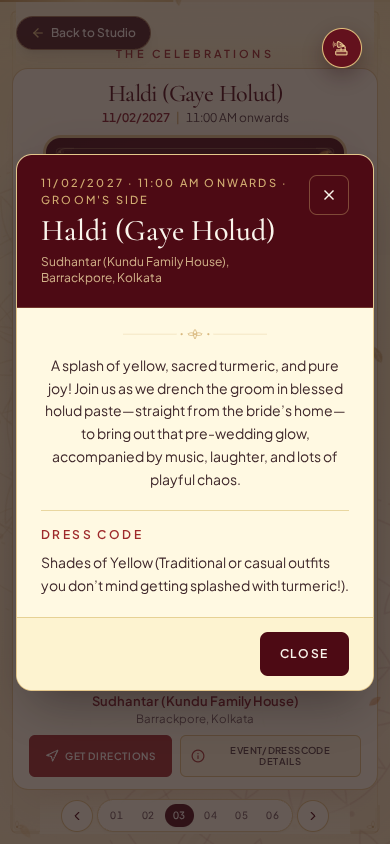 Back to Studio
THE CELEBRATIONS
Haldi (Gaye Holud)
11/02/2027 | 11:00 AM onwards
11/02/2027 · 11:00 AM ONWARDS ·
GROOM'S SIDE
Haldi (Gaye Holud)
Sudhantar (Kundu Family House),
Barrackpore, Kolkata
A splash of yellow, sacred turmeric, and pure
joy! Join us as we drench the groom in blessed
holud paste—straight from the bride's home—
to bring out that pre-wedding glow,
accompanied by music, laughter, and lots of
playful chaos.
DRESS CODE
Shades of Yellow (Traditional or casual outfits
you don't mind getting splashed with turmeric!).
CLOSE
Sudhantar (Kundu Family House)
Barrackpore, Kolkata
GET DIRECTIONS
EVENT/DRESSCODE
DETAILS
01 02 03 04 05 06